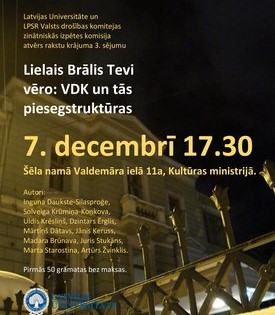 Latvijas Universitāte un
LPSR Valsts drošības komitejas
zinātniskās izpētes komisija
atvērs rakstu krājuma 3. sējumu
Lielais Brālis Tevi
vēro: VDK un tās
piesegstruktūras
7. decembrī 17.30
Šēla namā Valdemāra ielā 11a, Kultūras ministrijā.
Autori:
Inguna Daukste-Silasproģe,
Solveiga Krūmiņa-Koņkova,
Uldis Krēsliņš, Dzintars Ērglis,
Mārtiņš Dātavs, Jānis Ķeruss,
Madara Brūnava, Juris Stukāns,
Marta Starostina, Artūrs Žvinklis.
Pirmās 50 grāmatas bez maksas.